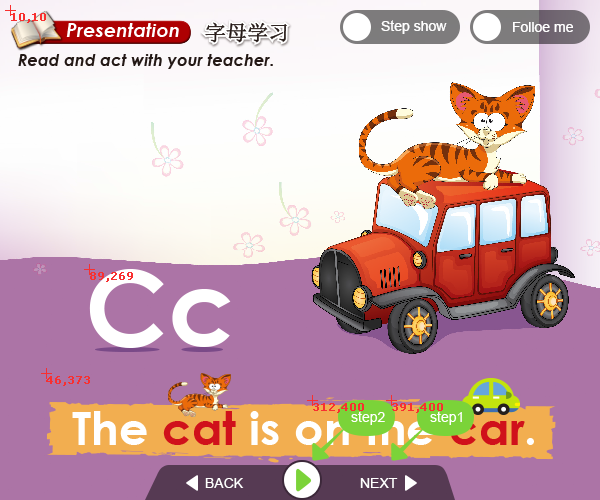 10,10
Presentation 字母学习
Step show
Folloe me
Read and act with your teacher.
89,269
Cc
46,373
312,400
391,400
step2
step1
The cat is on the car.
BACK
NEXT